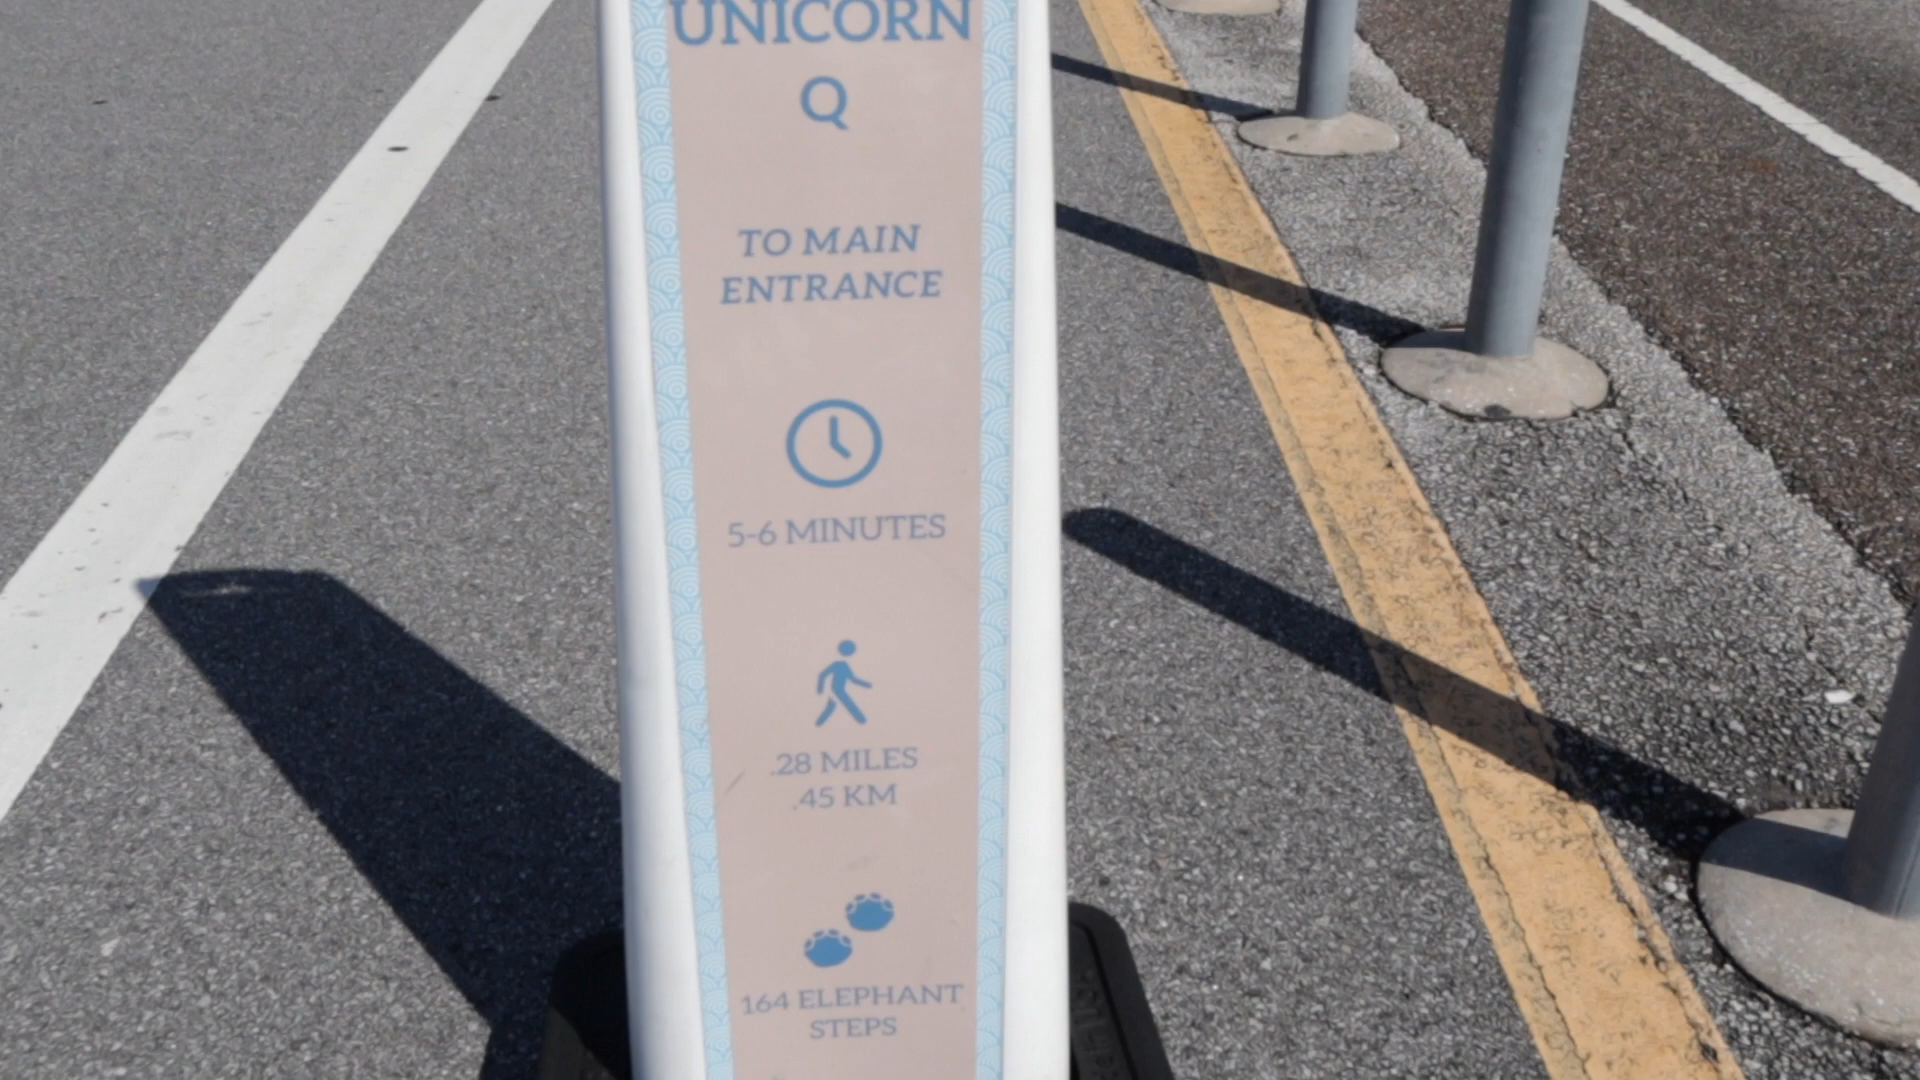 UNICORN
Q
TO MAIN
ENTRANCE
5-6 MINUTES
.28 MILES
.45 KM
164 ELEPHANT
STEPS